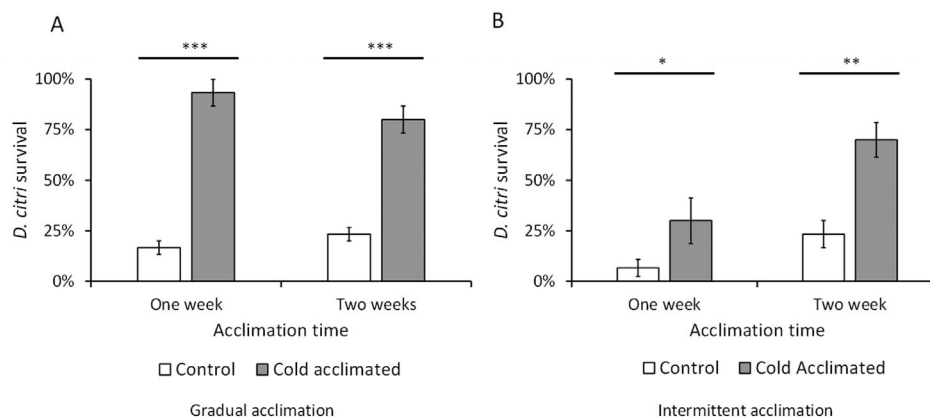 A
*** ***
100%
75%
50%
25%
0%
D. citri survival
One week Two weeks
Acclimation time
Control Cold acclimated
Gradual acclimation
B
* **
100%
75%
50%
25%
0%
D. citri survival
One week Two week
Acclimation time
Control Cold Acclimated
Intermittent acclimation